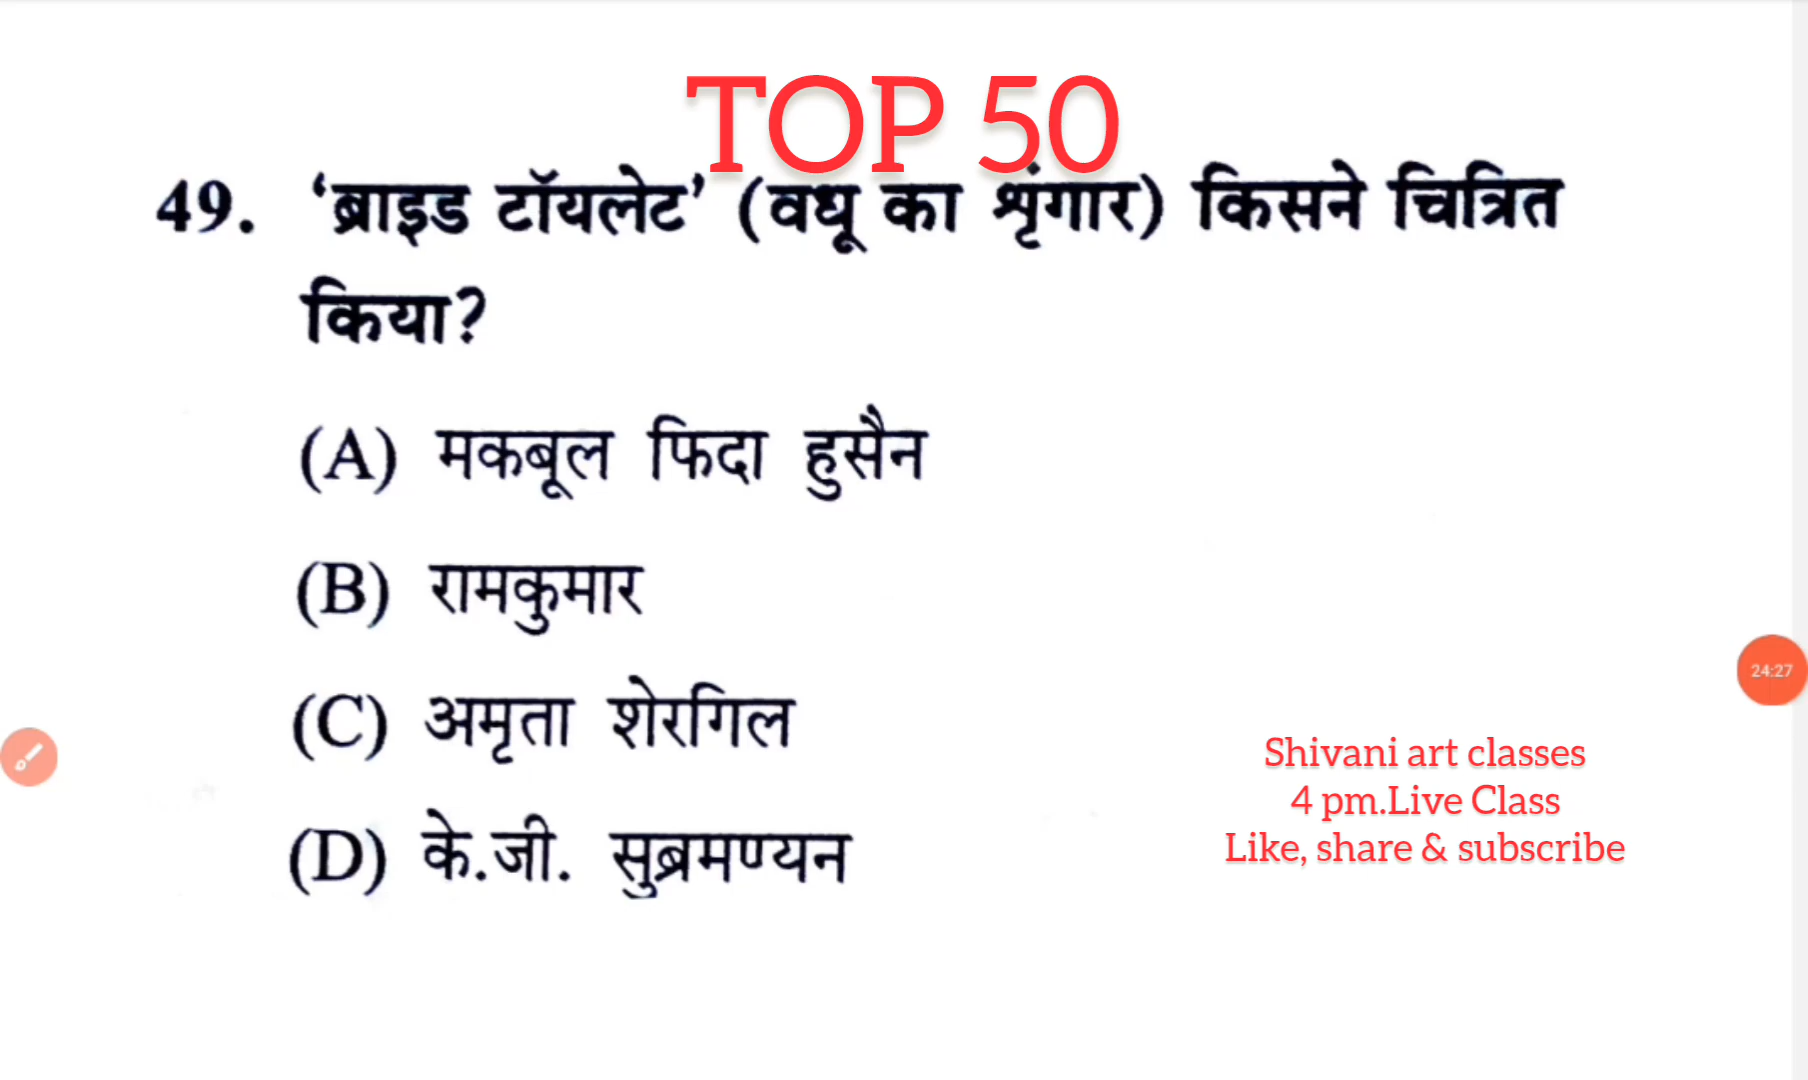 TOP 50
49. ‘ब्राइड टॉयलेट’ (वधू का शृंगार) किसने चित्रित
किया?
(A) मकबूल फिदा हुसैन
(B) रामकुमार
(C) अमृता शेरगिल
(D) के.जी. सुब्रमण्यन
24:27
Shivani art classes
4 pm.Live Class
Like, share & subscribe